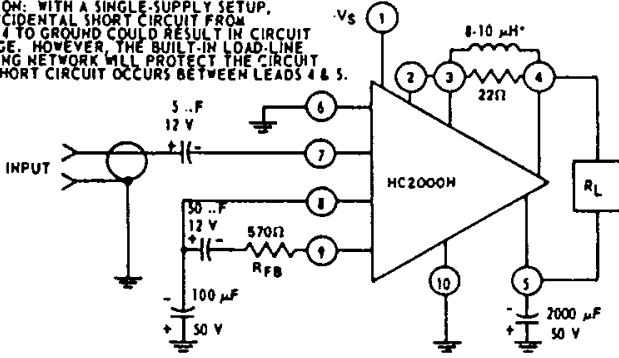 ON: WITH A SINGLE-SUPPLY SETUP,
CIDENTAL SHORT CIRCUIT FROM
4 TO GROUND COULD RESULT IN CIRCUIT
GE. HOWEVER, THE BUILT-IN LOAD-LINE
NG NETWORK WILL PROTECT THE CIRCUIT
HORT CIRCUIT OCCURS BETWEEN LEADS 4 & 5.
VS
1
8-10 µH*
2
3
4
22Ω
5 ..F
12 V
+
-
6
INPUT
7
HC2000H
RL
50 ..F
12 V
+
-
8
570Ω
RFB
9
10
5
-
100 µF
+
50 V
-
2000 µF
+
50 V